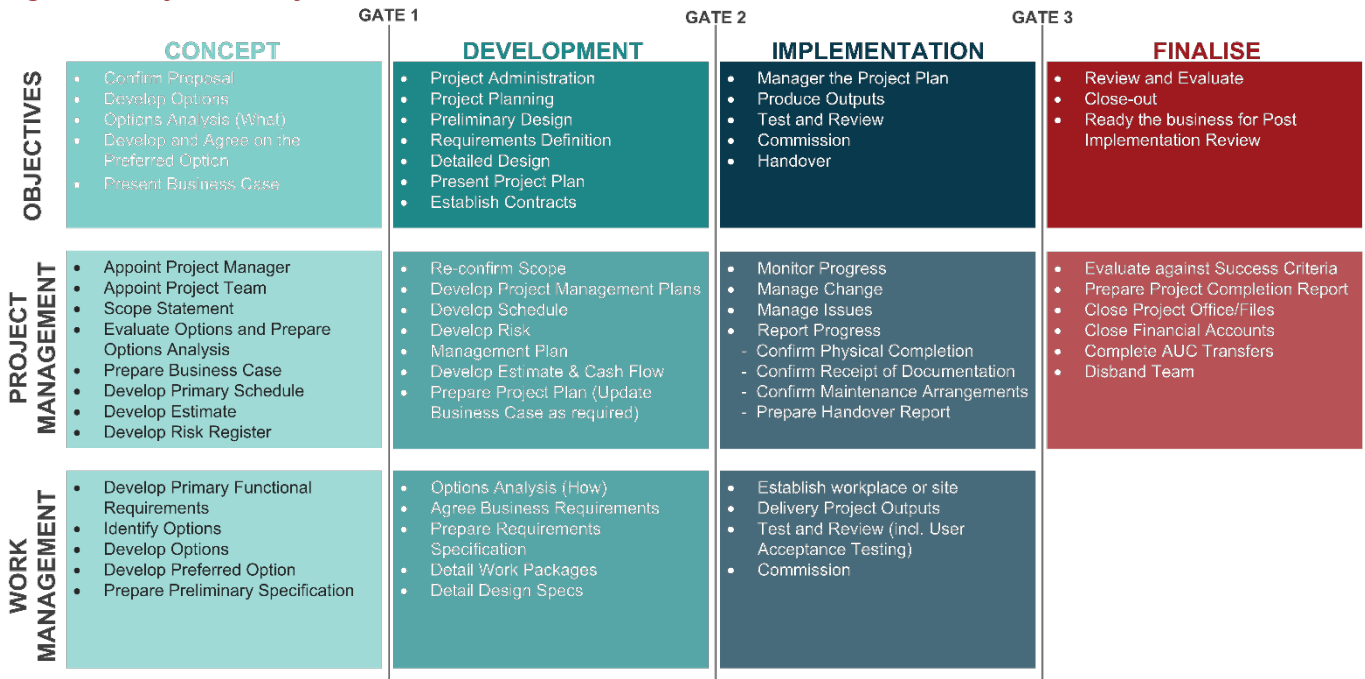 GATE 1
GATE 2
GATE 3
CONCEPT
DEVELOPMENT
IMPLEMENTATION
FINALISE
OBJECTIVES
• Confirm Proposal
• Develop Options
• Options Analysis (What)
• Develop and Agree on the
Preferred Option
• Present Business Case
• Project Administration
• Project Planning
• Preliminary Design
• Requirements Definition
• Detailed Design
• Present Project Plan
• Establish Contracts
• Manager the Project Plan
• Produce Outputs
• Test and Review
• Commission
• Handover
• Review and Evaluate
• Close-out
• Ready the business for Post
Implementation Review
PROJECT
MANAGEMENT
• Appoint Project Manager
• Appoint Project Team
• Scope Statement
• Evaluate Options and Prepare
Options Analysis
• Prepare Business Case
• Develop Primary Schedule
• Develop Estimate
• Develop Risk Register
• Re-confirm Scope
• Develop Project Management Plans
• Develop Schedule
• Develop Risk
• Management Plan
• Develop Estimate & Cash Flow
• Prepare Project Plan (Update
Business Case as required)
• Monitor Progress
• Manage Change
• Manage Issues
• Report Progress
- Confirm Physical Completion
- Confirm Receipt of Documentation
- Confirm Maintenance Arrangements
- Prepare Handover Report
• Evaluate against Success Criteria
• Prepare Project Completion Report
• Close Project Office/Files
• Close Financial Accounts
• Complete AUC Transfers
• Disband Team
WORK
MANAGEMENT
• Develop Primary Functional
Requirements
• Identify Options
• Develop Options
• Develop Preferred Option
• Prepare Preliminary Specification
• Options Analysis (How)
• Agree Business Requirements
• Prepare Requirements
Specification
• Detail Work Packages
• Detail Design Specs
• Establish workplace or site
• Delivery Project Outputs
• Test and Review (incl. User
Acceptance Testing)
• Commission